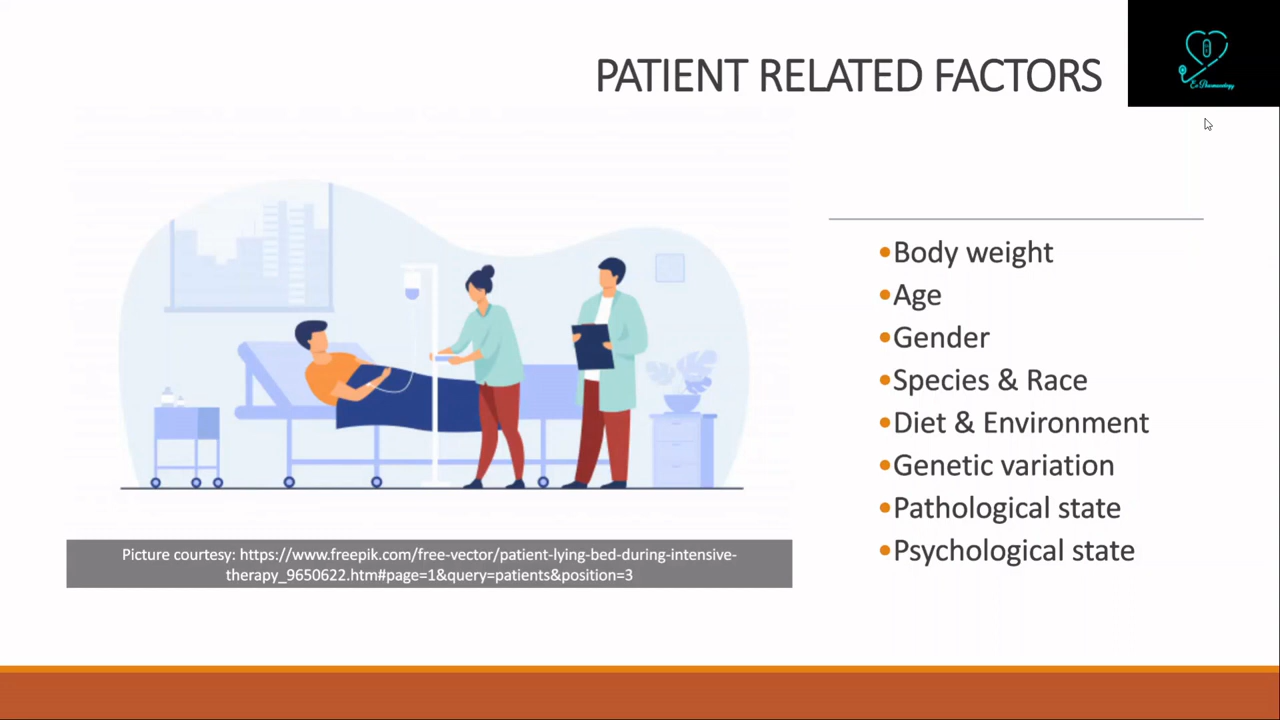 PATIENT RELATED FACTORS
Ex Pharmacology
•Body weight
•Age
•Gender
•Species & Race
•Diet & Environment
•Genetic variation
•Pathological state
•Psychological state
Picture courtesy: https://www.freepik.com/free-vector/patient-lying-bed-during-intensive-
therapy_9650622.htm#page=1&query=patients&position=3